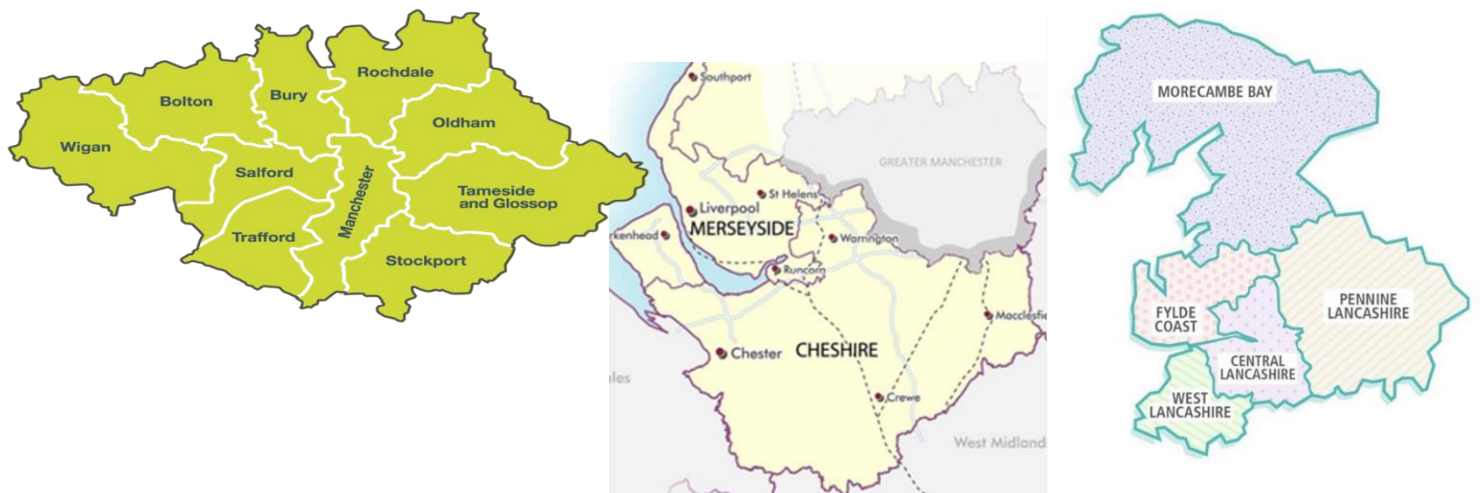 Rochdale
Bury
Bolton
Oldham
Wigan
Salford
Manchester
Tameside
and Glossop
Trafford
Stockport
Southport
GREATER MANCHESTER
St Helens
Liverpool
MERSEYSIDE
rkenhead
Warrington
Runcorn
Macclesfie
Chester
CHESHIRE
ales
Crewe
West Midland
MORECAMBE BAY
FYLDE
COAST
PENNINE
LANCASHIRE
CENTRAL
LANCASHIRE
WEST
LANCASHIRE